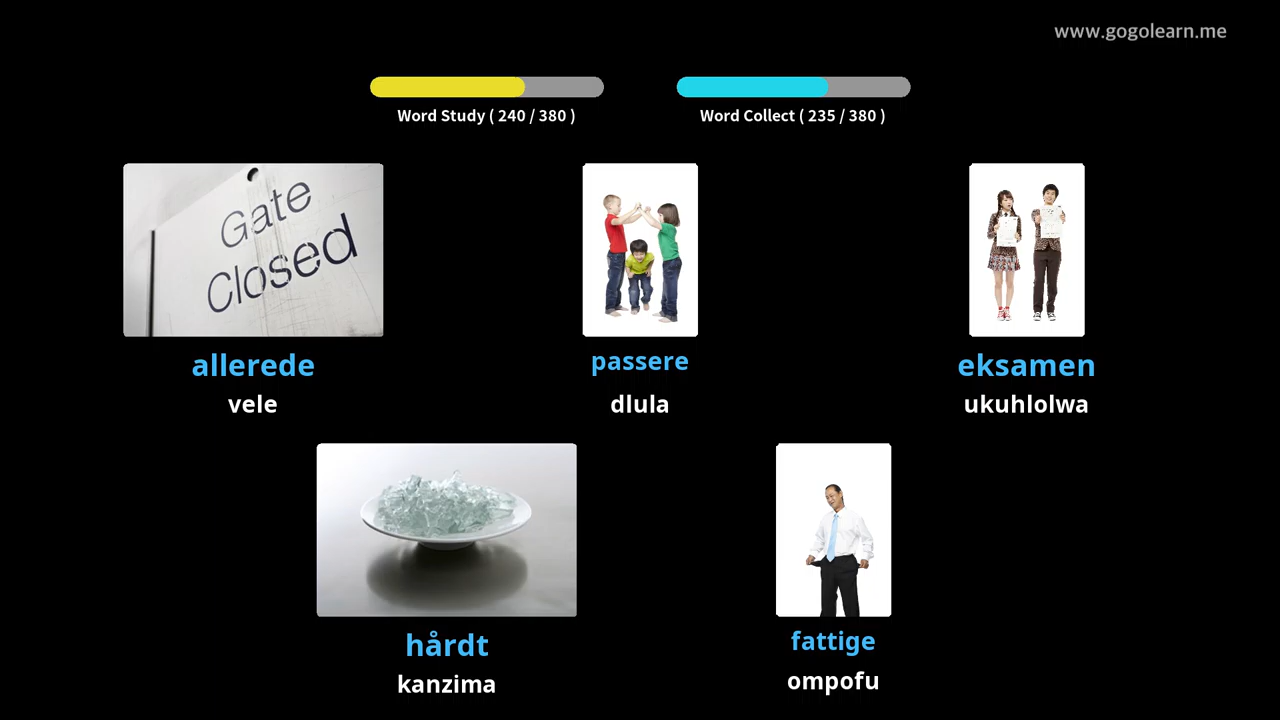 www.gogolearn.me
Word Study ( 240 / 380 )
Word Collect ( 235 / 380 )
Gate
Closed
allerede
vele
passere
dlula
eksamen
ukuhlolwa
hårdt
kanzima
fattige
ompofu